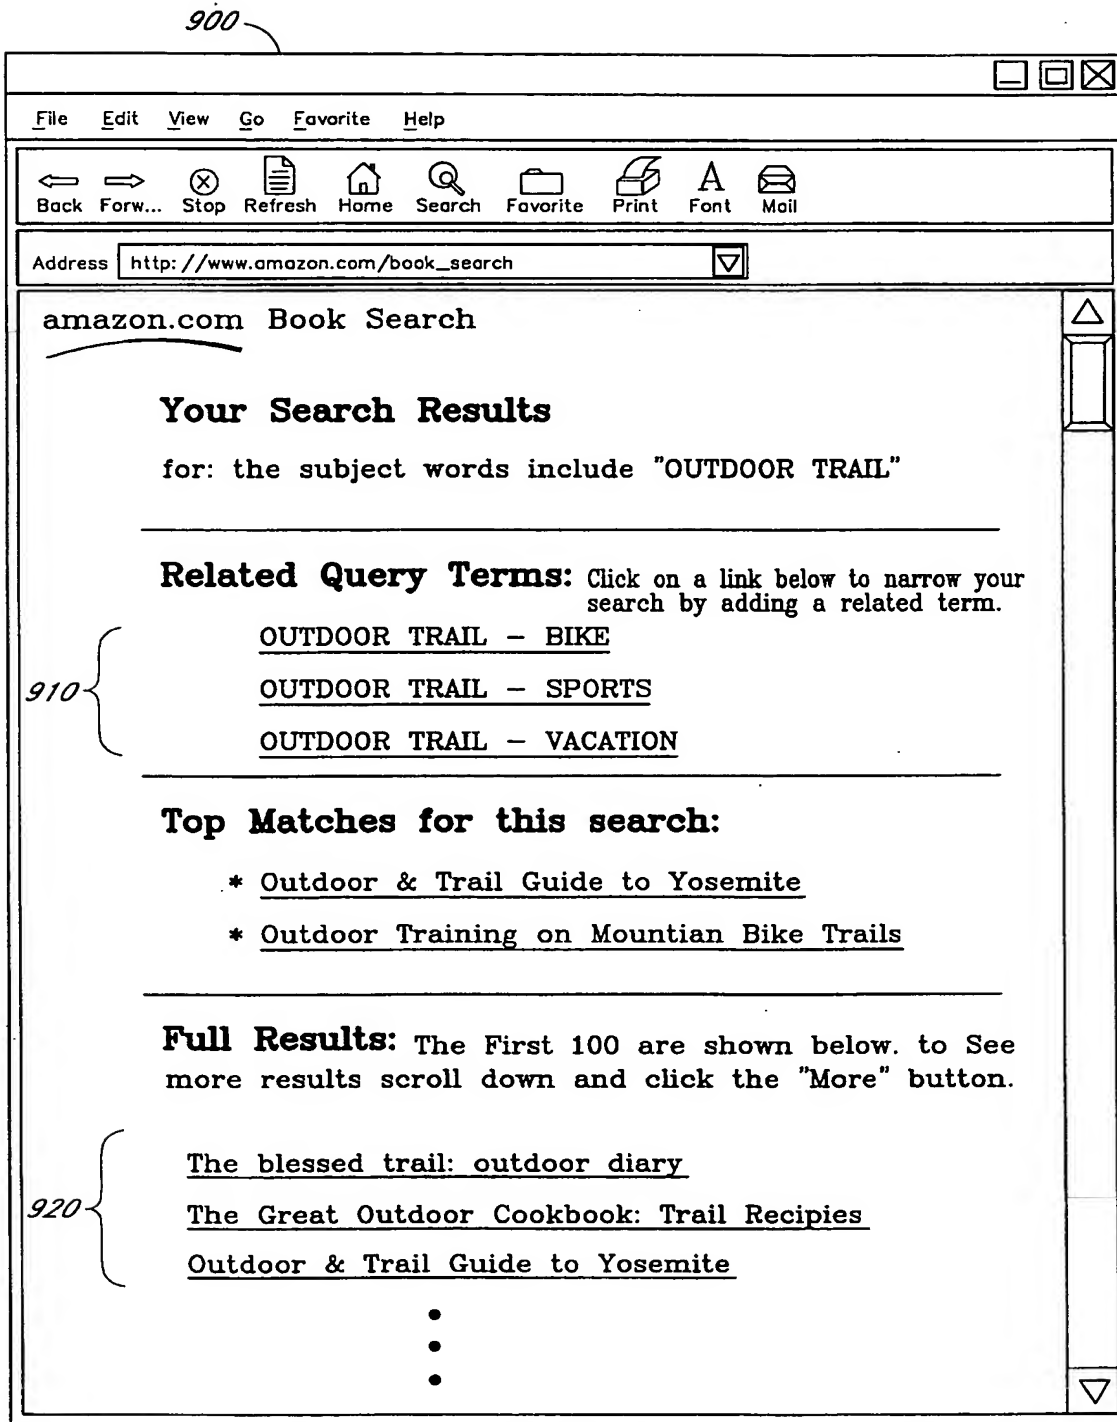 900
File Edit View Go Favorite Help
Back Forw... Stop Refresh Home Search Favorite Print Font Mail
Address http://www.amazon.com/book_search
amazon.com Book Search
Your Search Results
for: the subject words include "OUTDOOR TRAIL"
Related Query Terms: Click on a link below to narrow your
search by adding a related term.
910
OUTDOOR TRAIL – BIKE
OUTDOOR TRAIL – SPORTS
OUTDOOR TRAIL – VACATION
Top Matches for this search:
* Outdoor & Trail Guide to Yosemite
* Outdoor Training on Mountian Bike Trails
Full Results: The First 100 are shown below. to See
more results scroll down and click the "More" button.
920
The blessed trail: outdoor diary
The Great Outdoor Cookbook: Trail Recipies
Outdoor & Trail Guide to Yosemite